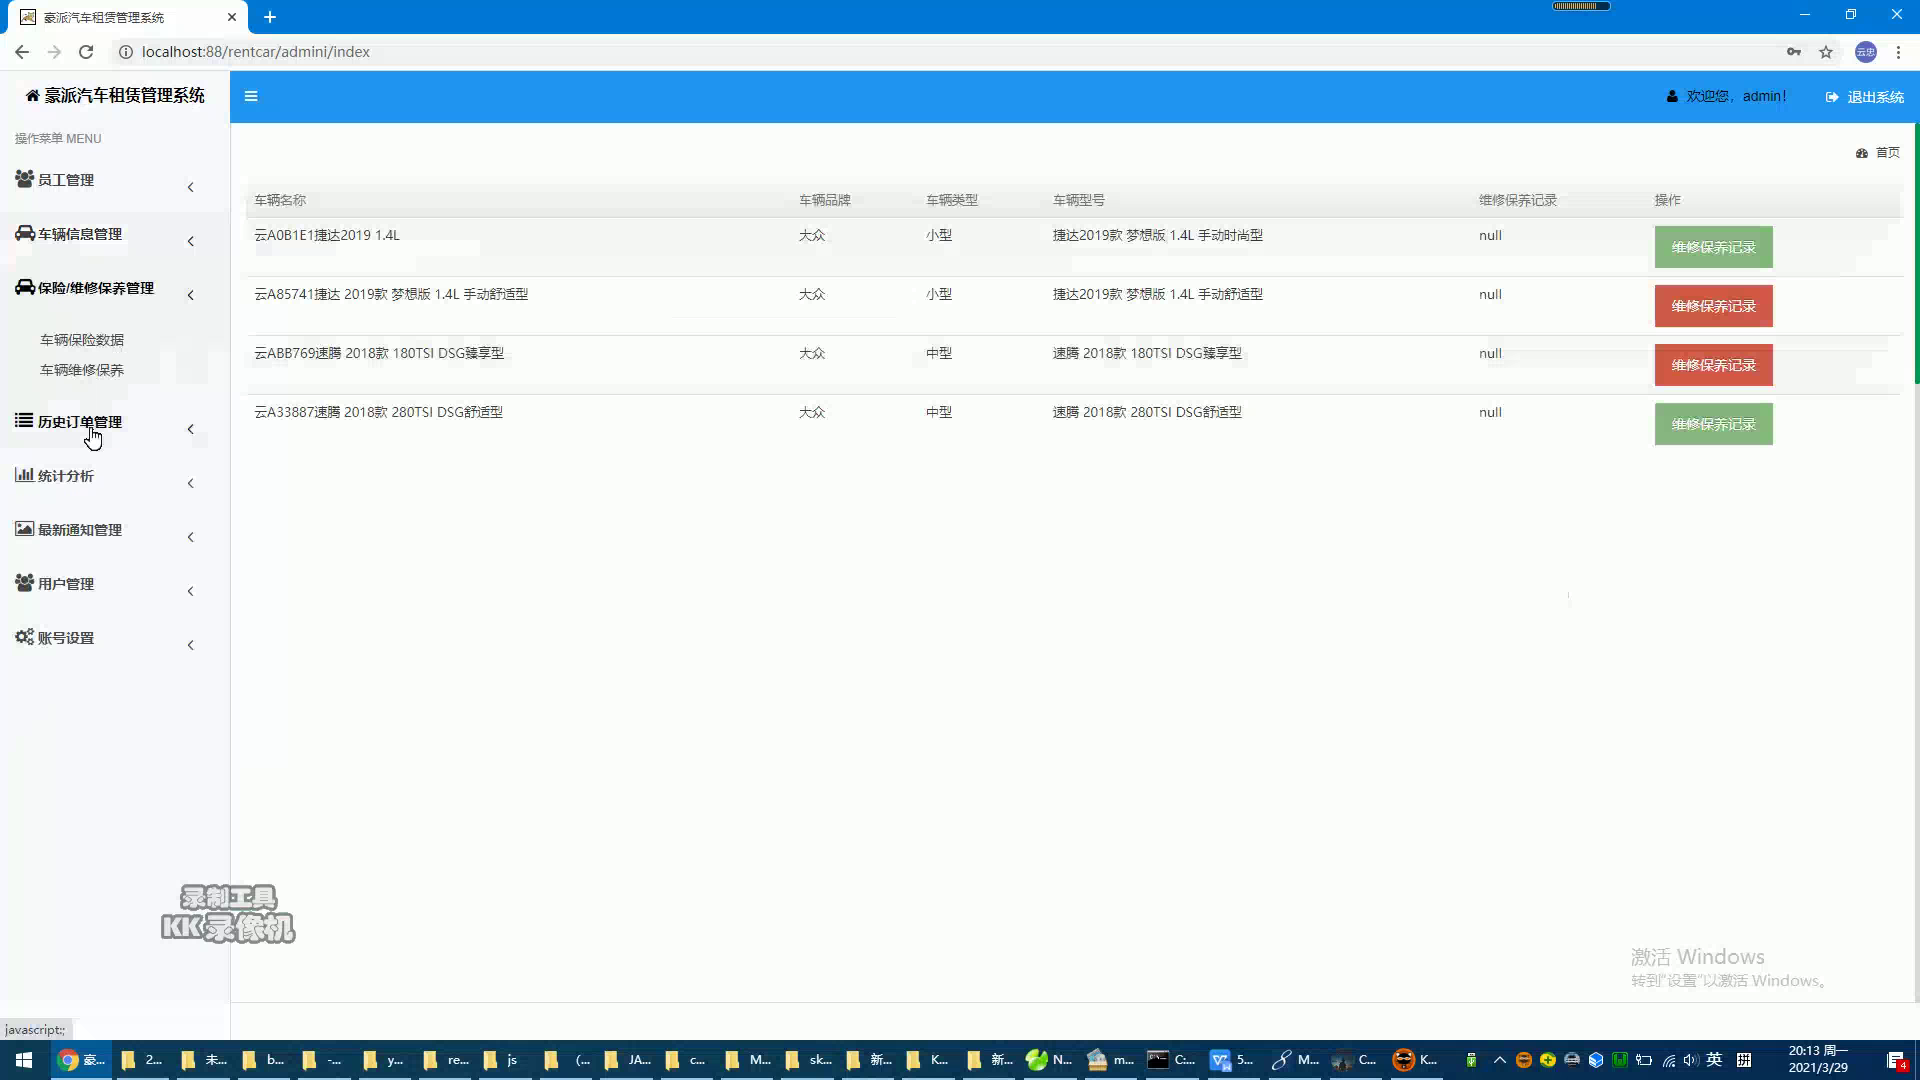 豪派汽车租赁管理系统
localhost:88/rentcar/admini/index
云忠
豪派汽车租赁管理系统
欢迎您，admin!
退出系统
操作菜单 MENU
首页
员工管理
车辆信息管理
保险/维修保养管理
车辆保险数据
车辆维修保养
历史订单管理
统计分析
最新通知管理
用户管理
账号设置
车辆名称 车辆品牌 车辆类型 车辆型号 维修保养记录 操作
云A0B1E1捷达2019 1.4L 大众 小型 捷达2019款 梦想版 1.4L 手动时尚型 null 维修保养记录
云A85741捷达 2019款 梦想版 1.4L 手动舒适型 大众 小型 捷达2019款 梦想版 1.4L 手动舒适型 null 维修保养记录
云ABB769速腾 2018款 180TSI DSG臻享型 大众 中型 速腾 2018款 180TSI DSG臻享型 null 维修保养记录
云A33887速腾 2018款 280TSI DSG舒适型 大众 中型 速腾 2018款 280TSI DSG舒适型 null 维修保养记录
录制工具
KK录像机
激活 Windows
转到"设置"以激活 Windows。
javascript:;
豪... 2... 未... b... -... y... re... js (... JA... c... M... sk... 新... K... 新... N... m... C:... 5... M... C... K... 英 拼
20:13 周一
2021/3/29
4